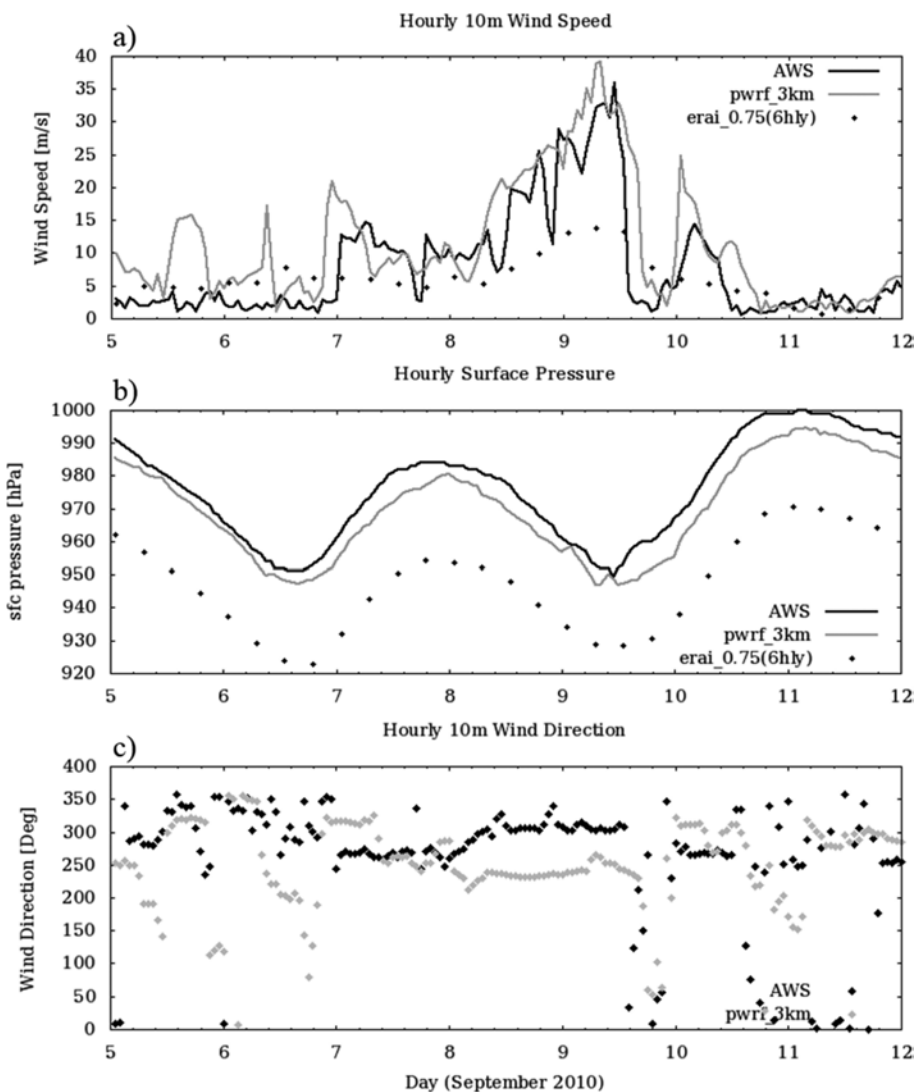 Hourly 10m Wind Speed
a)
40
35
30
25
20
15
10
5
0
Wind Speed [m/s]
AWS
pwrf_3km
erai_0.75(6hly)
5 6 7 8 9 10 11 12
Hourly Surface Pressure
b)
1000
990
980
970
960
950
940
930
920
sfc pressure [hPa]
AWS
pwrf_3km
erai_0.75(6hly)
5 6 7 8 9 10 11 12
Hourly 10m Wind Direction
c)
400
350
300
250
200
150
100
50
0
Wind Direction [Deg]
AWS
pwrf_3km
5 6 7 8 9 10 11 12
Day (September 2010)